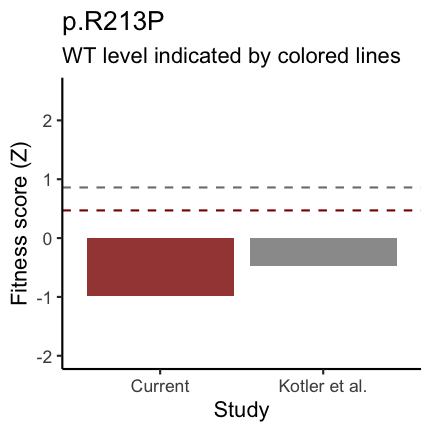 p.R213P
WT level indicated by colored lines
Fitness score (Z)
2
1
0
-1
-2
Current
Kotler et al.
Study